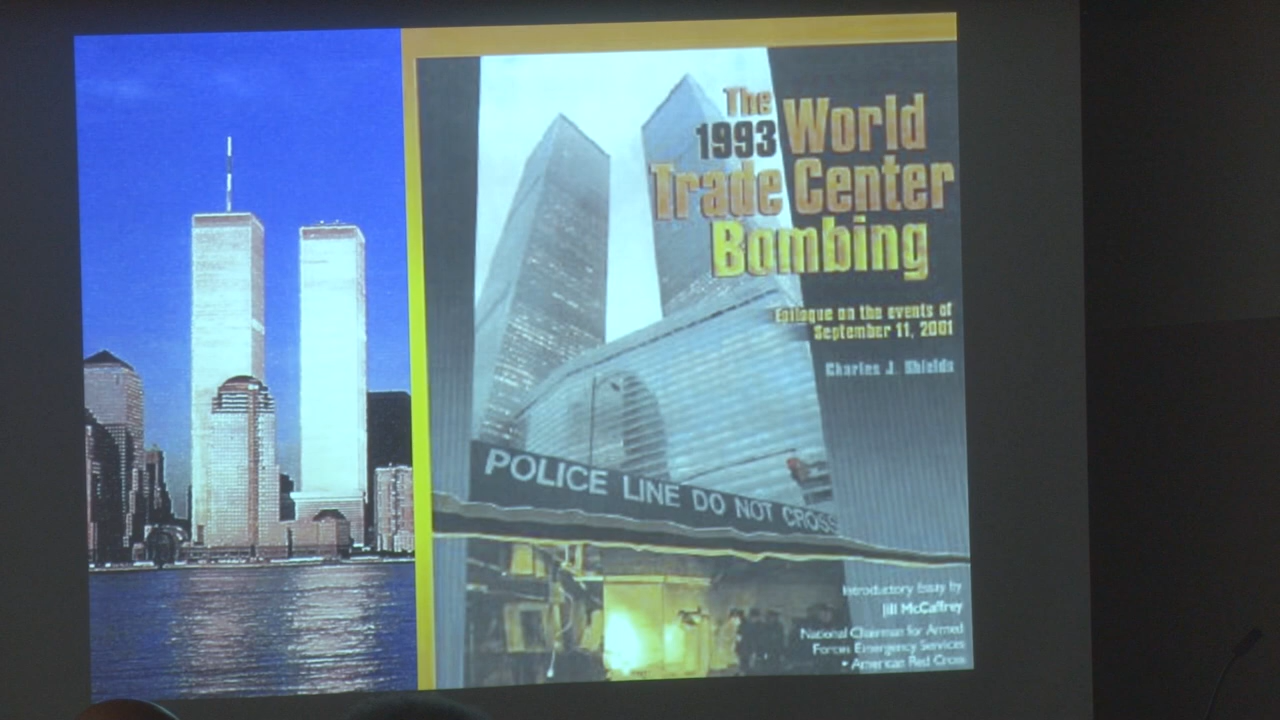 The
1993 World
Trade Center
Bombing
Epilogue on the events of
September 11, 2001
Charles J. Shields
POLICE LINE DO NOT CROSS
Introductory Essay by
Jill McCaffrey
National Chairman for Armed
Forces Emergency Services
• American Red Cross